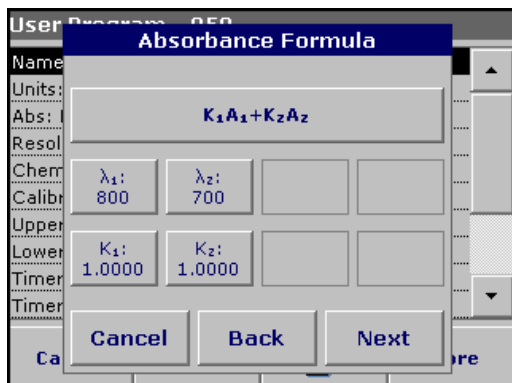 User Program 950
Absorbance Formula
Name
Units:
K₁A₁+K₂A₂
Abs:
Resol
Chem
λ₁: λ₂:
800 700
Calibr
Upper
Lower
K₁: K₂:
1.0000 1.0000
Timer
Timer
Cancel Back Next
Ca ore